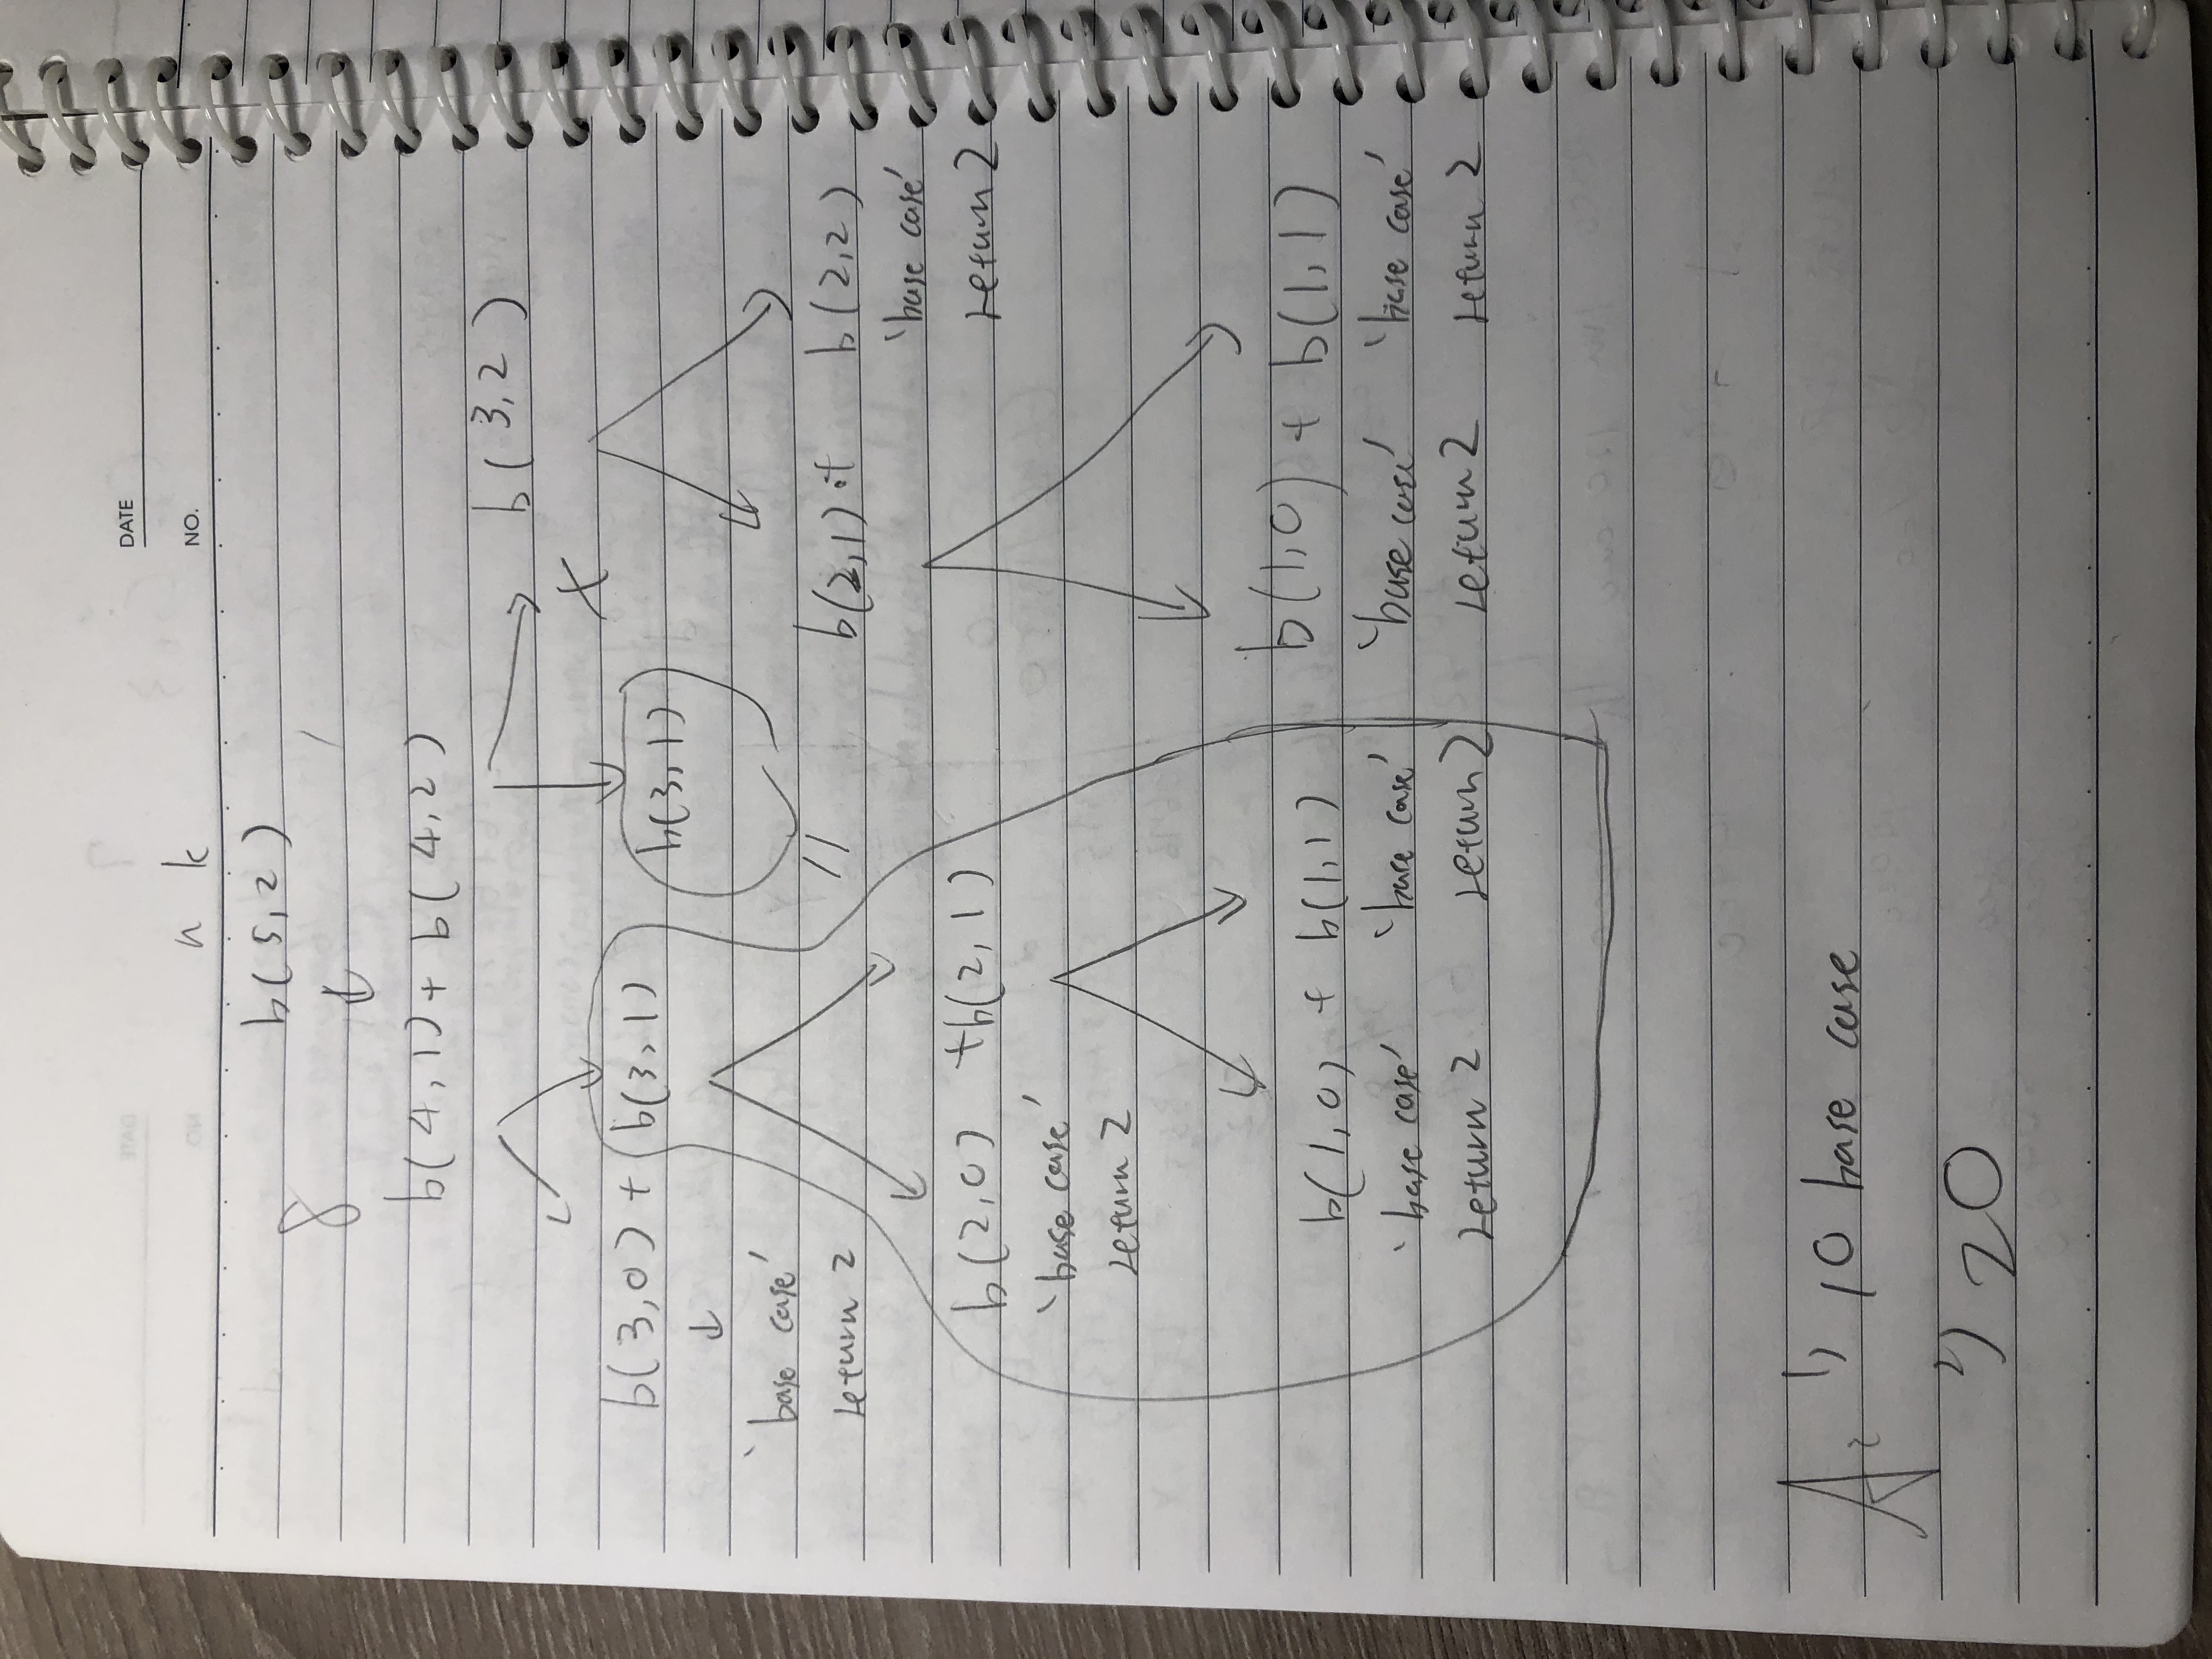 DATE
n k
NO.
b(5,2)
8
b(4,1)+ b(4,2)
b(3,2)
X
b(3,0) + b(3,1)
b(3,1)
'base case'
return 2
b(2,1) + b(2,2)
'base case'
return 2
b(2,0) +b(2,1)
'base case'
return 2
b(1,0) + b(1,1)
b(1,0) + b(1,1)
'base case' 'base case' 'base case' 'base case'
return 2 return 2 return 2 return 2
A: 1) 10 base case
2) 20